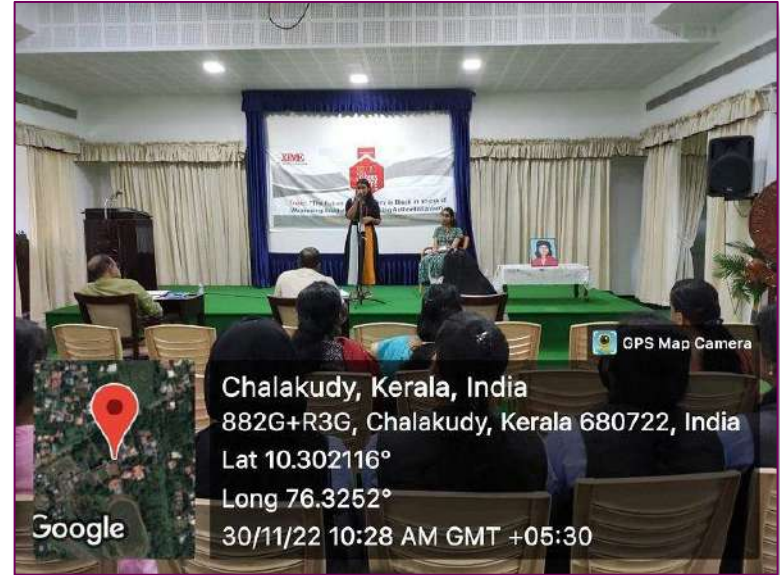 XIME
GPS Map Camera
Chalakudy, Kerala, India
882G+R3G, Chalakudy, Kerala 680722, India
Lat 10.302116°
Long 76.3252°
30/11/22 10:28 AM GMT +05:30
Google